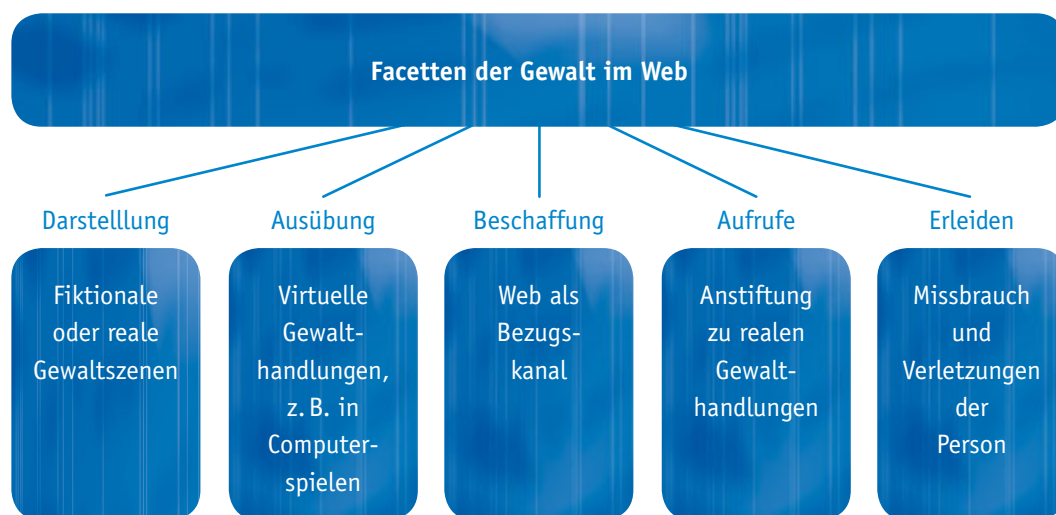 Facetten der Gewalt im Web
Darstelllung
Fiktionale
oder reale
Gewaltszenen
Ausübung
Virtuelle
Gewalt-
handlungen,
z. B. in
Computer-
spielen
Beschaffung
Web als
Bezugs-
kanal
Aufrufe
Anstiftung
zu realen
Gewalt-
handlungen
Erleiden
Missbrauch
und
Verletzungen
der
Person